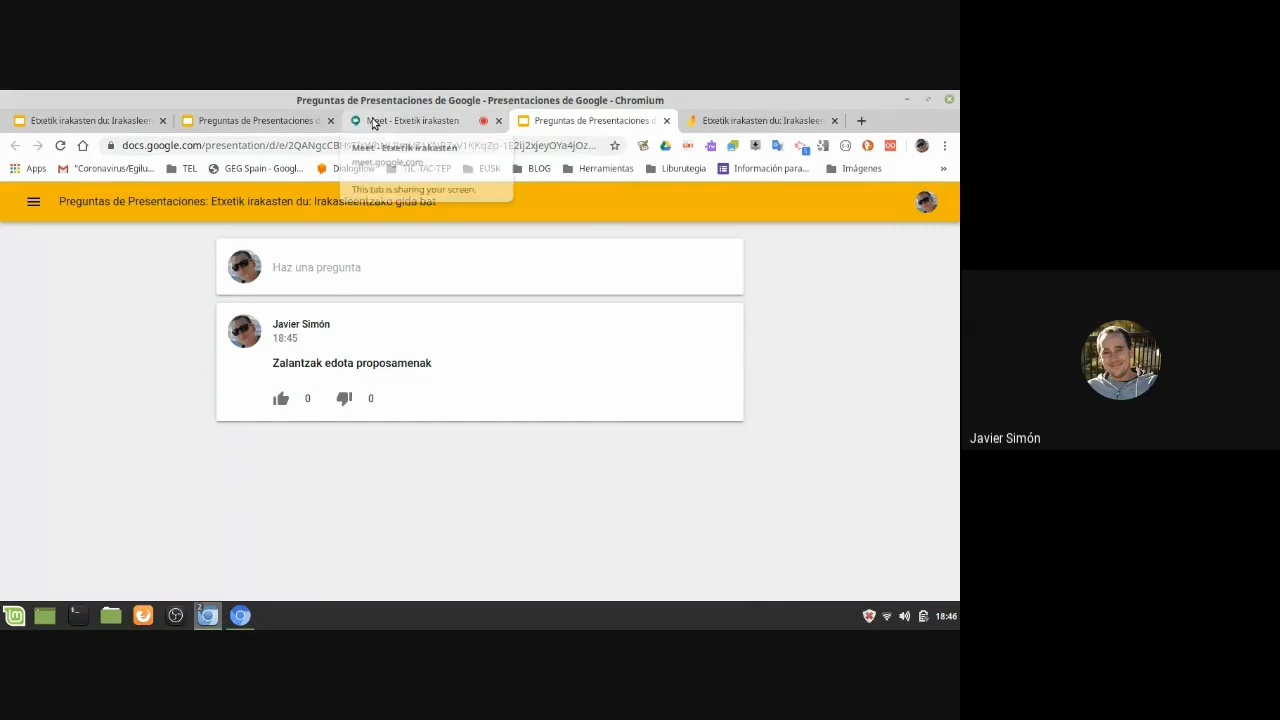 Preguntas de Presentaciones de Google - Presentaciones de Google - Chromium
Etxetik irakasten du: Irakasleen
Preguntas de Presentaciones d
Meet - Etxetik irakasten
Preguntas de Presentaciones d
Etxetik irakasten du: Irakasleen
Apps
"Coronavirus/Egilu...
TEL
GEG Spain - Googl...
Dialogflow
TIC-TAC-TEP
EUSK
BLOG
Herramientas
Liburutegia
Información para...
Imágenes
»
Meet - Etxetik irakasten
meet.google.com
This tab is sharing your screen.
Preguntas de Presentaciones: Etxetik irakasten du: Irakasleentzako gida bat
Haz una pregunta
Javier Simón
18:45
Zalantzak edota proposamenak
0
0
Javier Simón
2
18:46